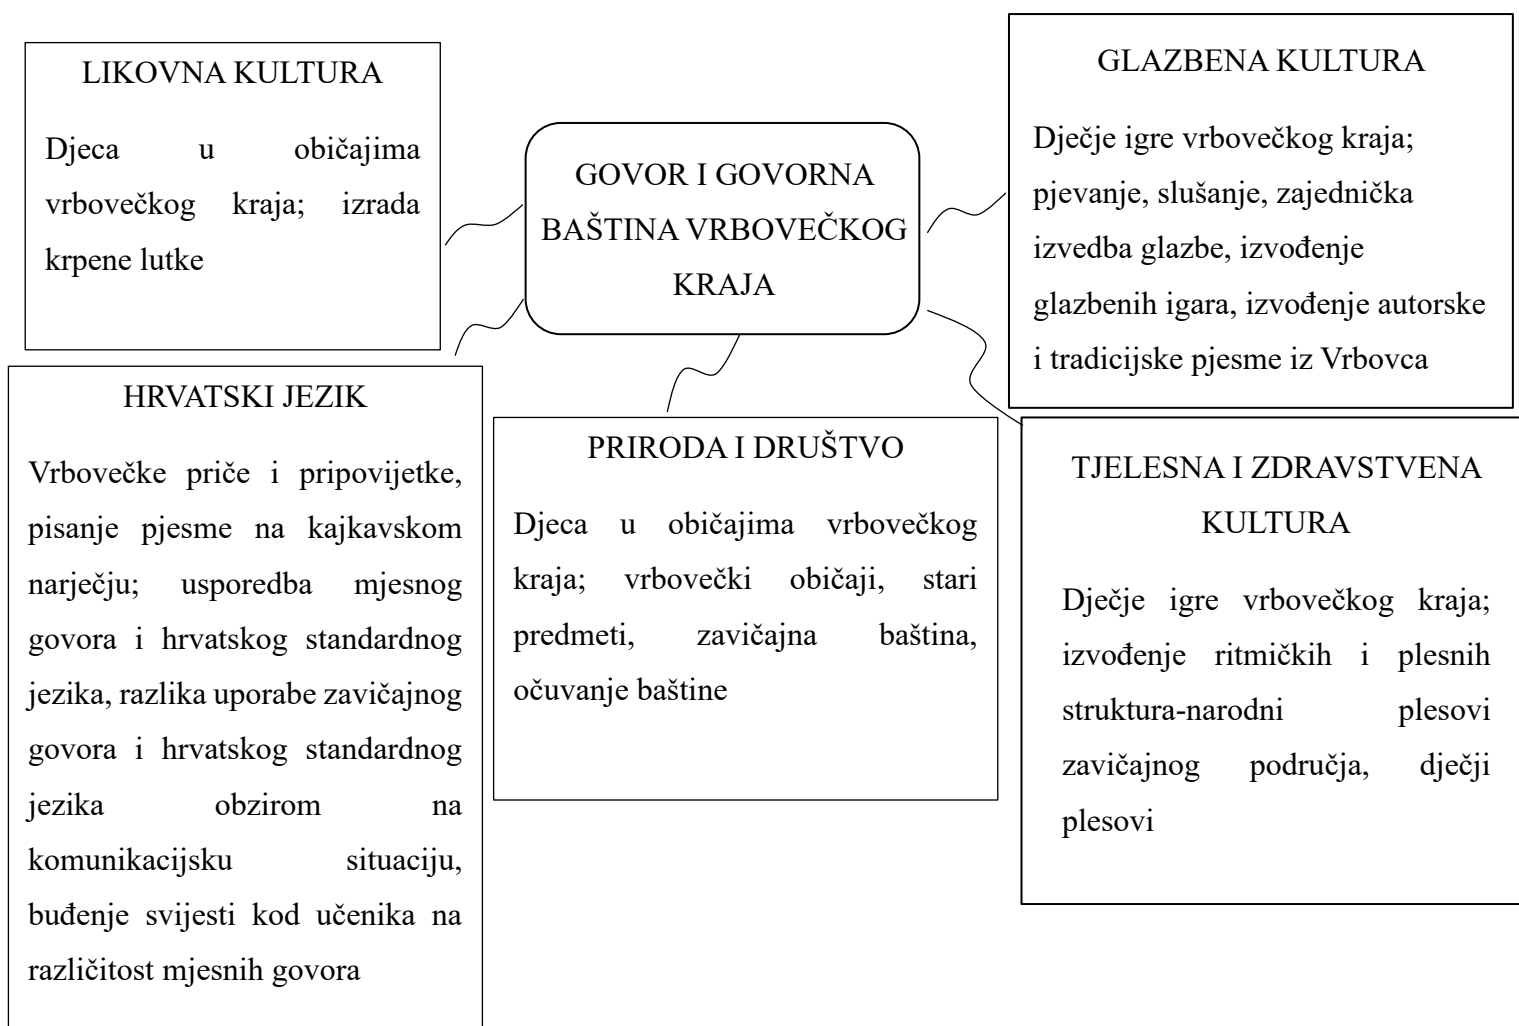 LIKOVNA KULTURA
Djeca u običajima
vrbovečkog kraja; izrada
krpene lutke
GOVOR I GOVORNA
BAŠTINA VRBOVEČKOG
KRAJA
GLAZBENA KULTURA
Dječje igre vrbovečkog kraja;
pjevanje, slušanje, zajednička
izvedba glazbe, izvođenje
glazbenih igara, izvođenje autorske
i tradicijske pjesme iz Vrbovca
HRVATSKI JEZIK
Vrbovečke priče i pripovijetke,
pisanje pjesme na kajkavskom
narječju; usporedba mjesnog
govora i hrvatskog standardnog
jezika, razlika uporabe zavičajnog
govora i hrvatskog standardnog
jezika obzirom na
komunikacijsku situaciju,
buđenje svijesti kod učenika na
različitost mjesnih govora
PRIRODA I DRUŠTVO
Djeca u običajima vrbovečkog
kraja; vrbovečki običaji, stari
predmeti, zavičajna baština,
očuvanje baštine
TJELESNA I ZDRAVSTVENA
KULTURA
Dječje igre vrbovečkog kraja;
izvođenje ritmičkih i plesnih
struktura-narodni plesovi
zavičajnog područja, dječji
plesovi